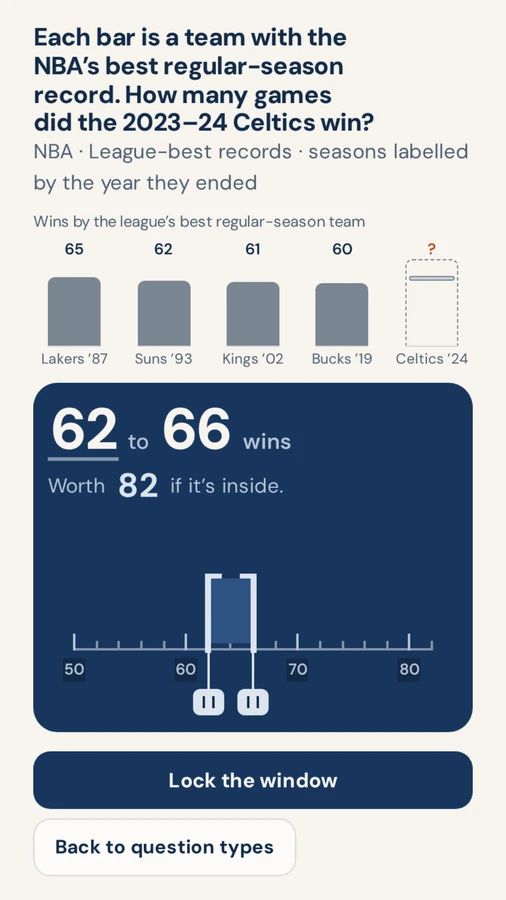 Each bar is a team with the
NBA’s best regular-season
record. How many games
did the 2023–24 Celtics win?
NBA · League-best records · seasons labelled
by the year they ended
Wins by the league’s best regular-season team
65 62 61 60 ?
Lakers ’87 Suns ’93 Kings ’02 Bucks ’19 Celtics ’24
62 to 66 wins
Worth 82 if it’s inside.
50 60 70 80
Lock the window
Back to question types